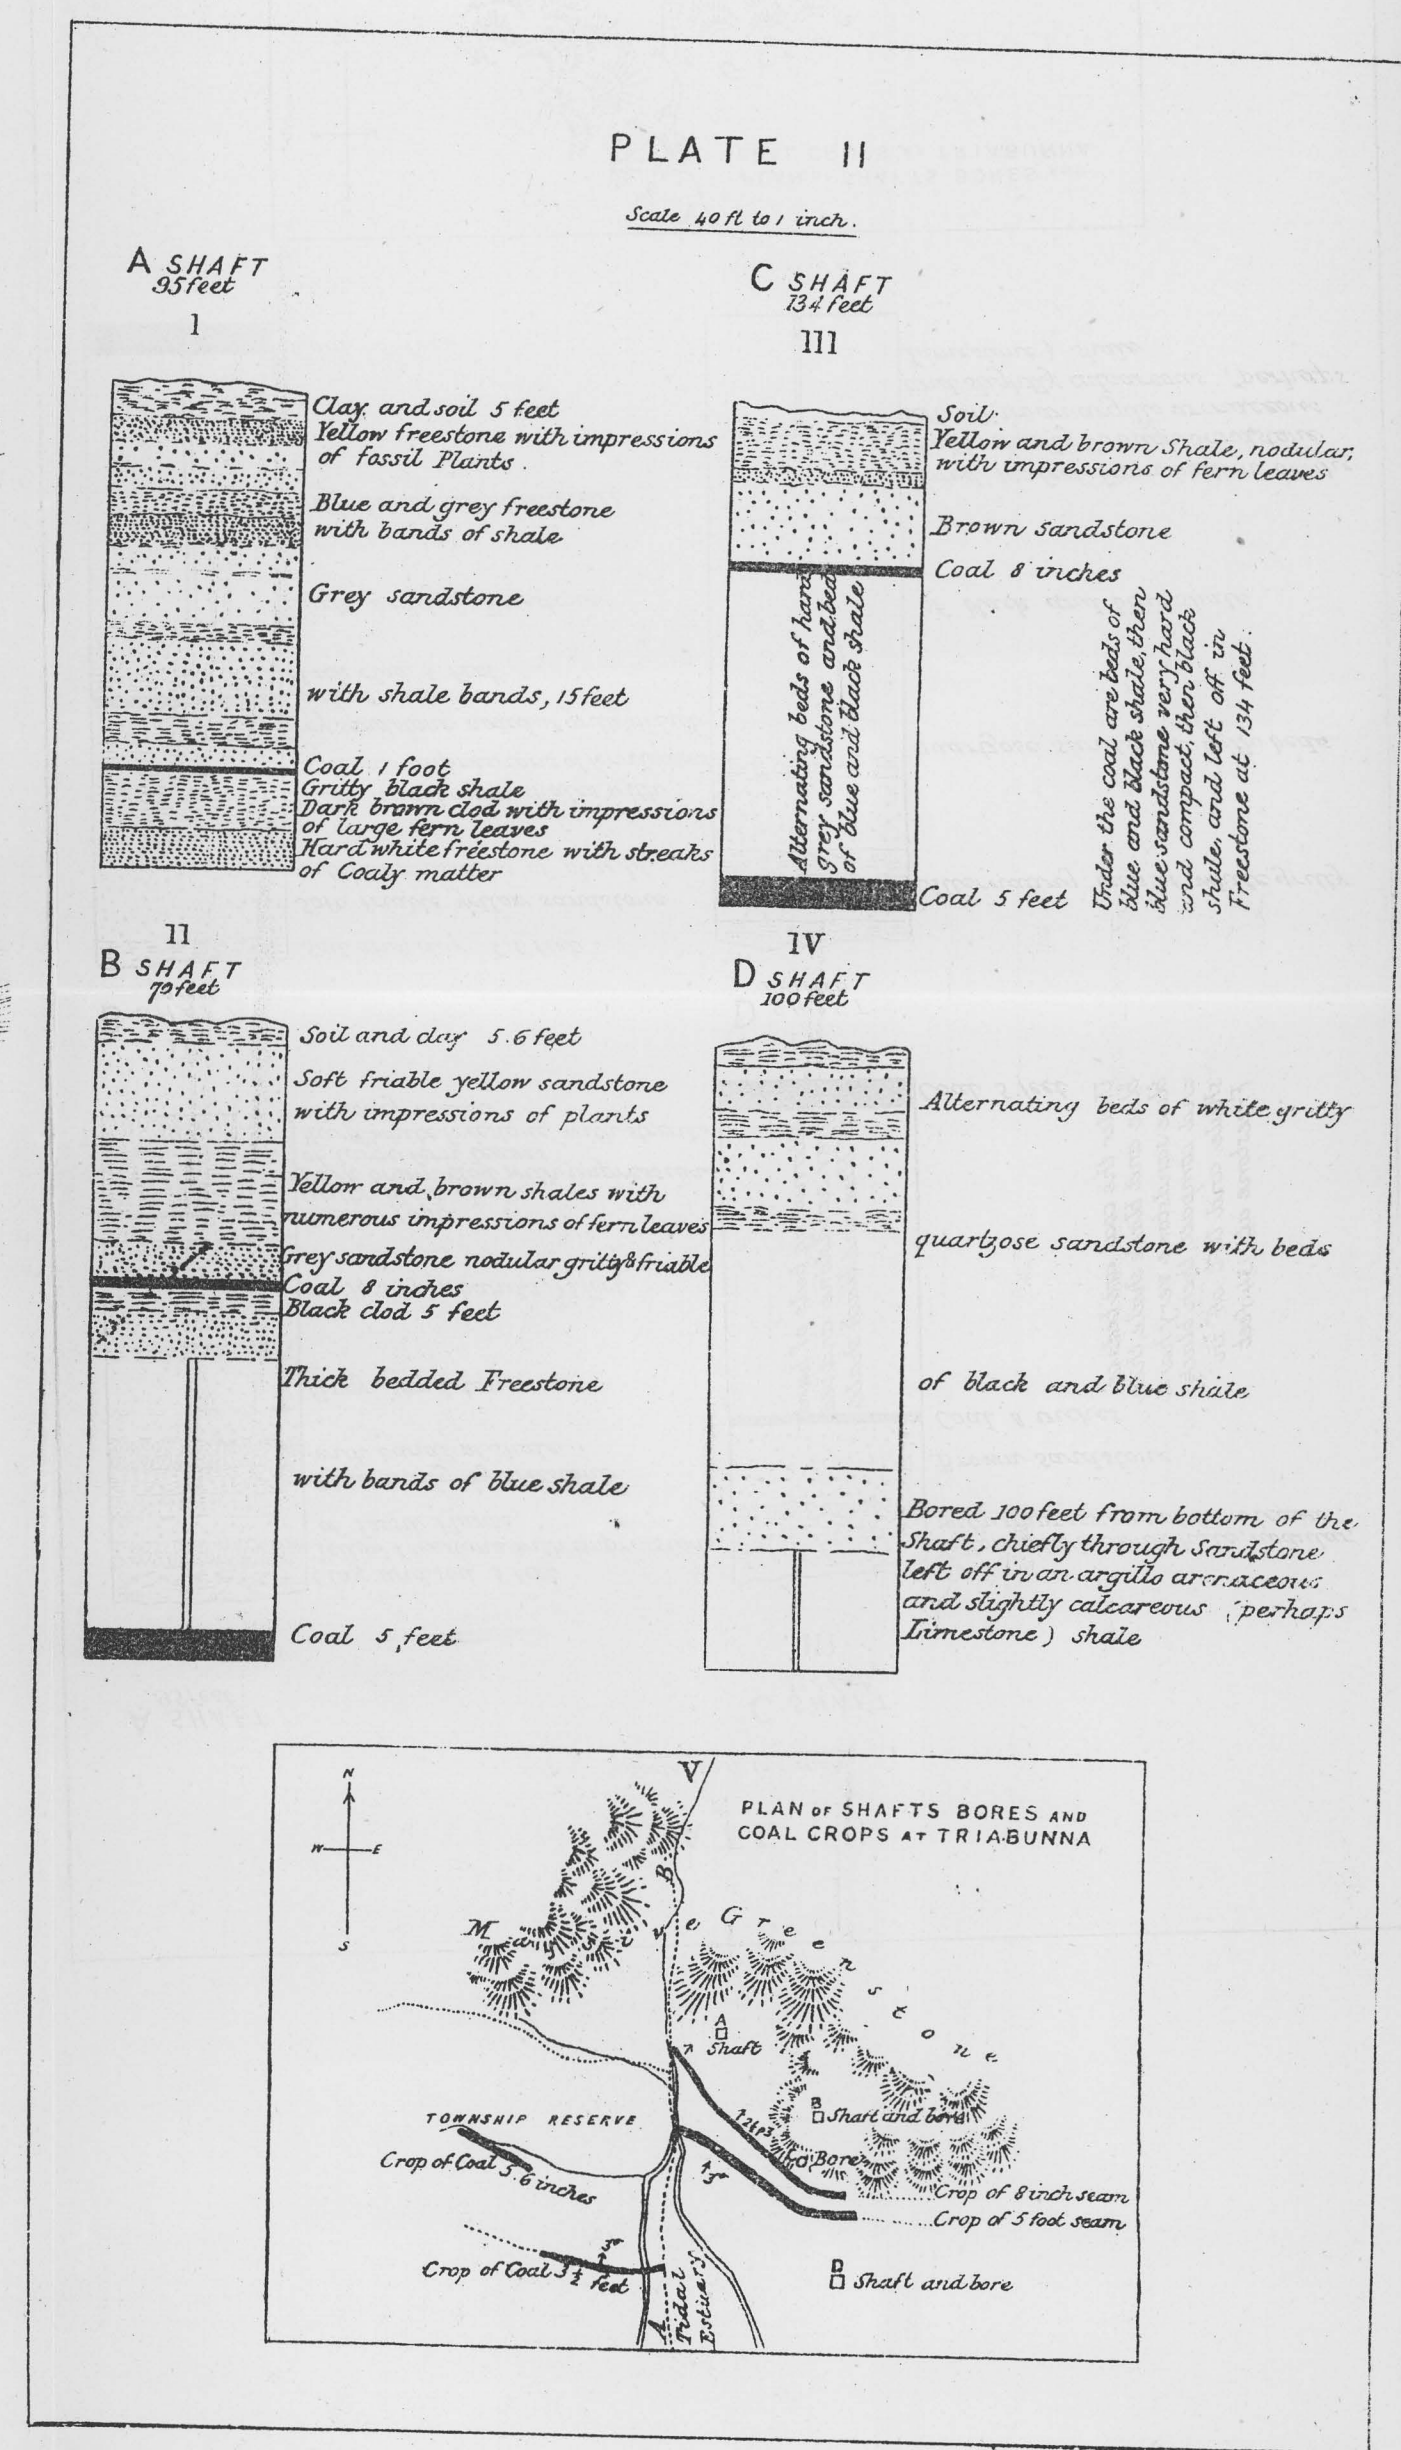 PLATE II
Scale 40 ft to 1 inch.
A SHAFT
95 feet
I
Clay and soil 5 feet
Yellow freestone with impressions
of fossil Plants.
Blue and grey freestone
with bands of shale
Grey sandstone
with shale bands, 15 feet
Coal 1 foot
Gritty black shale
Dark brown clod with impressions
of large fern leaves
Hard white freestone with streaks
of Coaly matter
C SHAFT
134 feet
III
Soil
Yellow and brown Shale, nodular,
with impressions of fern leaves
Brown sandstone
Coal 8 inches
Alternating beds of hard
grey sandstone and bed
of blue and black shale
Coal 5 feet
Under the coal are beds of
blue and black shale, then
blue sandstone very hard
and compact, then black
shale, and left off in
Freestone at 134 feet.
II
B SHAFT
70 feet
Soil and clay 5.6 feet
Soft friable yellow sandstone
with impressions of plants
Yellow and brown shales with
numerous impressions of fern leaves
Grey sandstone nodular gritty & friable
Coal 8 inches
Black clod 5 feet
Thick bedded Freestone
with bands of blue shale
Coal 5 feet
IV
D SHAFT
100 feet
Alternating beds of white gritty
quartzose sandstone with beds
of black and blue shale
Bored 100 feet from bottom of the
Shaft, chiefly through Sandstone
left off in an argillo arenaceous
and slightly calcareous (perhaps
Limestone) shale
V
PLAN OF SHAFTS BORES AND
COAL CROPS AT TRIABUNNA
N
W E
S
B
Massive Greenstone
A
Shaft
TOWNSHIP RESERVE
B
Shaft and bore
Crop of Coal 5.6 inches
3°
C Bore
Crop of 8 inch seam
Crop of 5 foot seam
3°
Crop of Coal 3 1/2 feet
D
Shaft and bore
A
Tidal
Estuary